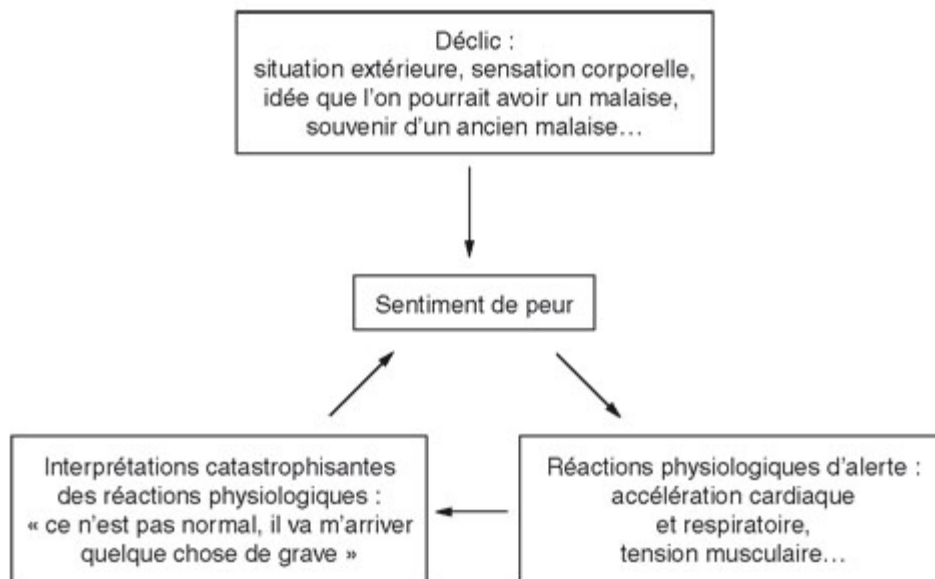 Déclic :
situation extérieure, sensation corporelle,
idée que l'on pourrait avoir un malaise,
souvenir d'un ancien malaise…
Sentiment de peur
Interprétations catastrophisantes
des réactions physiologiques :
« ce n'est pas normal, il va m'arriver
quelque chose de grave »
Réactions physiologiques d'alerte :
accélération cardiaque
et respiratoire,
tension musculaire…